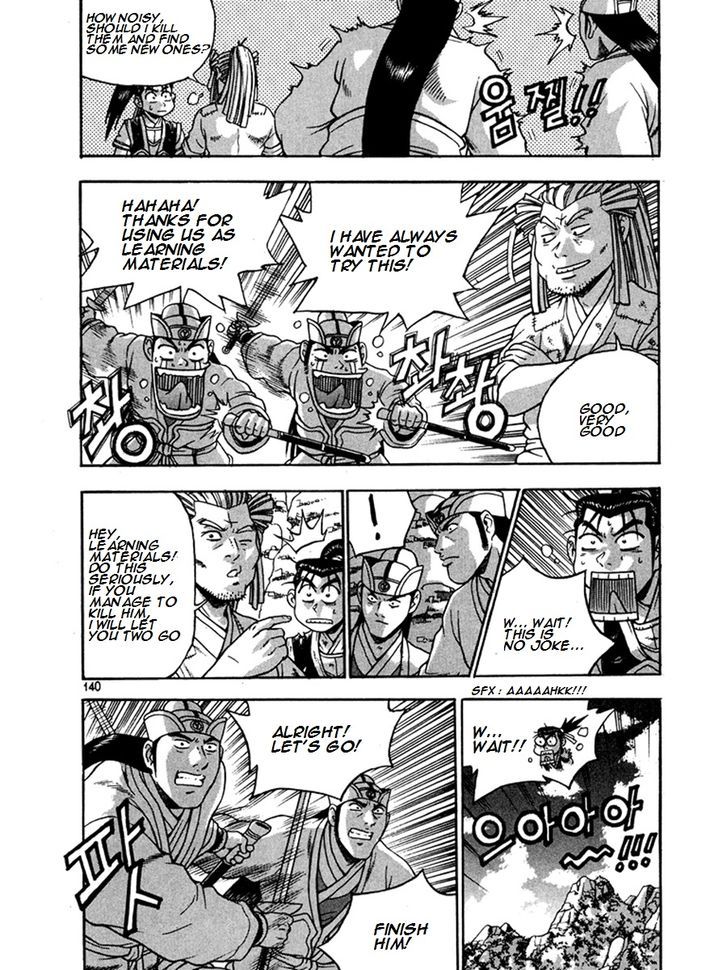 HOW NOISY,
SHOULD I KILL
THEM AND FIND
SOME NEW ONES?
움찔!!
HAHAHA!
THANKS FOR
USING US AS
LEARNING
MATERIALS!
I HAVE ALWAYS
WANTED TO
TRY THIS!
GOOD,
VERY
GOOD
창
창
창
HEY,
LEARNING
MATERIALS!
DO THIS
SERIOUSLY,
IF YOU
MANAGE TO
KILL HIM,
I WILL LET
YOU TWO GO
!
W... WAIT!
THIS IS
NO JOKE...
140
SFX : AAAAAHKK!!!
ALRIGHT!
LET'S GO!
W...
WAIT!!
으아아아
~!!!
파
FINISH
HIM!